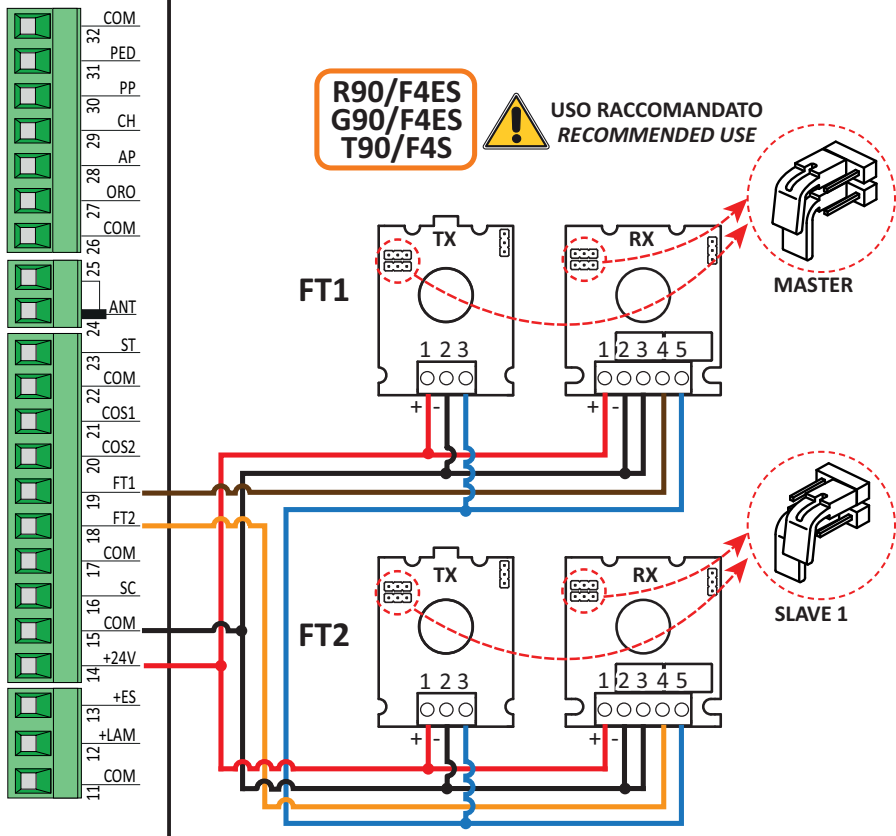 COM
32
PED
31
PP
30
CH
29
AP
28
ORO
27
COM
26
25
ANT
24
ST
23
COM
22
COS1
21
COS2
20
FT1
19
FT2
18
COM
17
SC
16
COM
15
+24V
14
+ES
13
+LAM
12
COM
11
R90/F4ES
G90/F4ES
T90/F4S
USO RACCOMANDATO
RECOMMENDED USE
MASTER
FT1
TX
1 2 3
+ -
RX
1 2 3 4 5
+ -
SLAVE 1
FT2
TX
1 2 3
+ -
RX
1 2 3 4 5
+ -